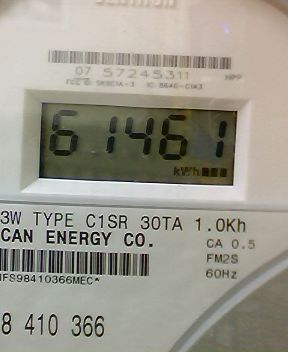 07 57245311 NPP
61461
kWh
3W TYPE C1SR 30TA 1.0Kh
CAN ENERGY CO. CA 0.5
FM2S
IFS98410366MEC* 60Hz
8 410 366